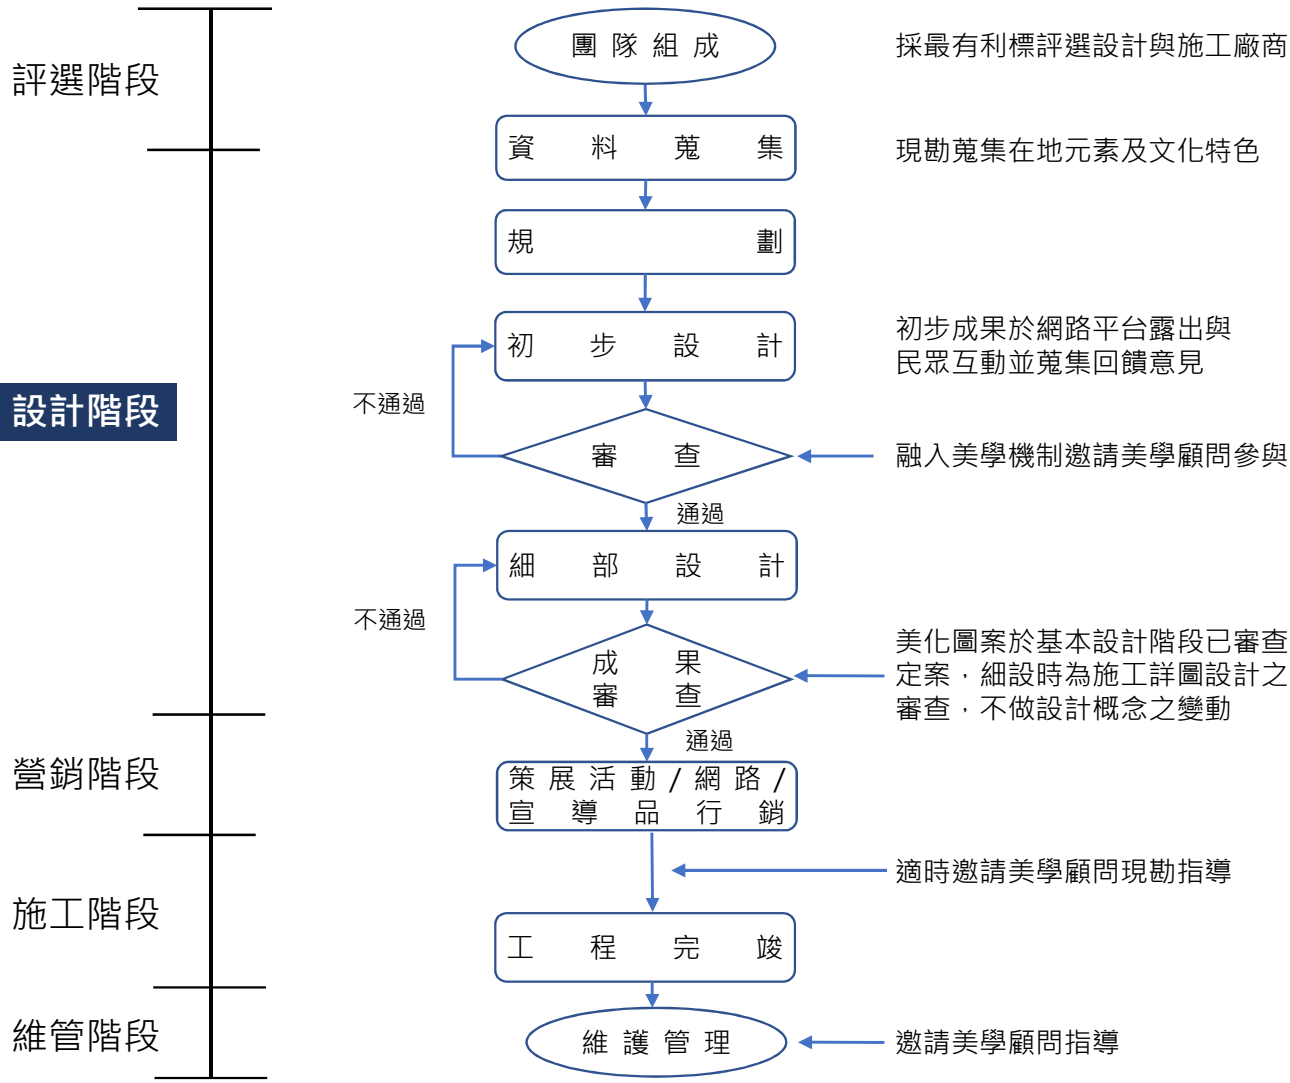 團隊組成
採最有利標評選設計與施工廠商
評選階段
資料蒐集
現勘蒐集在地元素及文化特色
規劃
初步設計
初步成果於網路平台露出與
民眾互動並蒐集回饋意見
不通過
設計階段
審查
融入美學機制邀請美學顧問參與
通過
細部設計
不通過
成果
審查
美化圖案於基本設計階段已審查
定案，細設時為施工詳圖設計之
審查，不做設計概念之變動
通過
營銷階段
策展活動/網路/
宣導品行銷
適時邀請美學顧問現勘指導
施工階段
工程完竣
維管階段
維護管理
邀請美學顧問指導